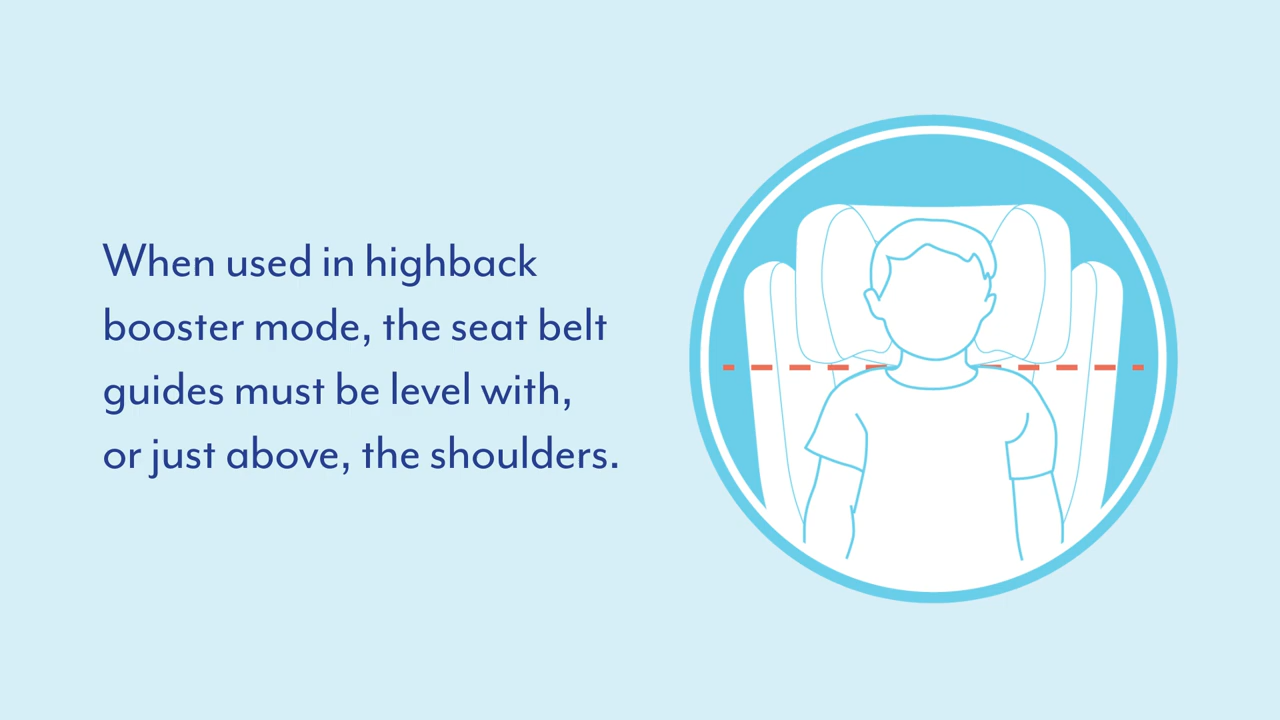 When used in highback
booster mode, the seat belt
guides must be level with,
or just above, the shoulders.